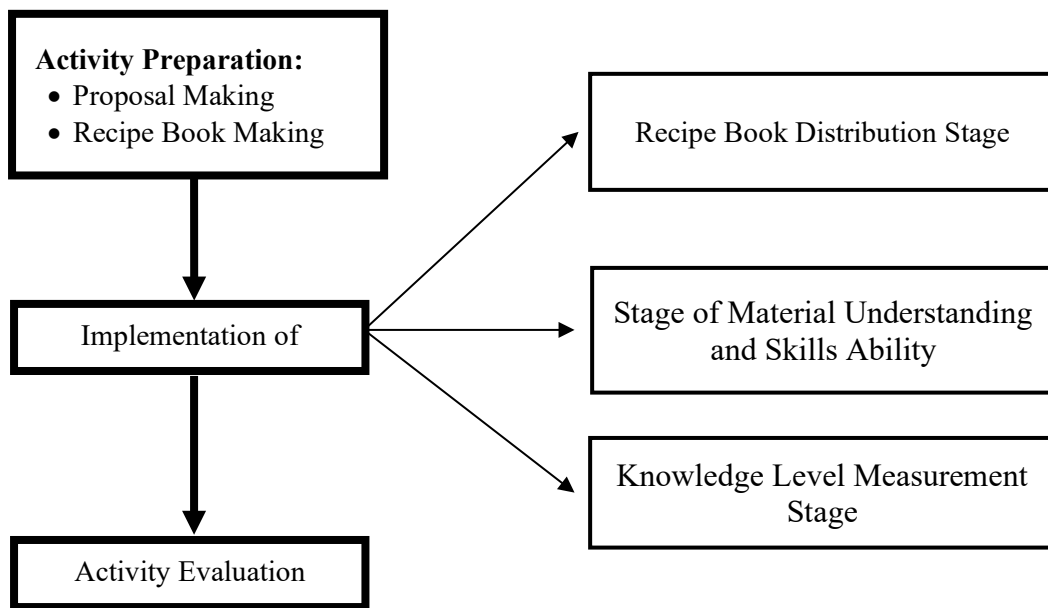 Activity Preparation:
• Proposal Making
• Recipe Book Making
Recipe Book Distribution Stage
Implementation of
Stage of Material Understanding
and Skills Ability
Knowledge Level Measurement
Stage
Activity Evaluation